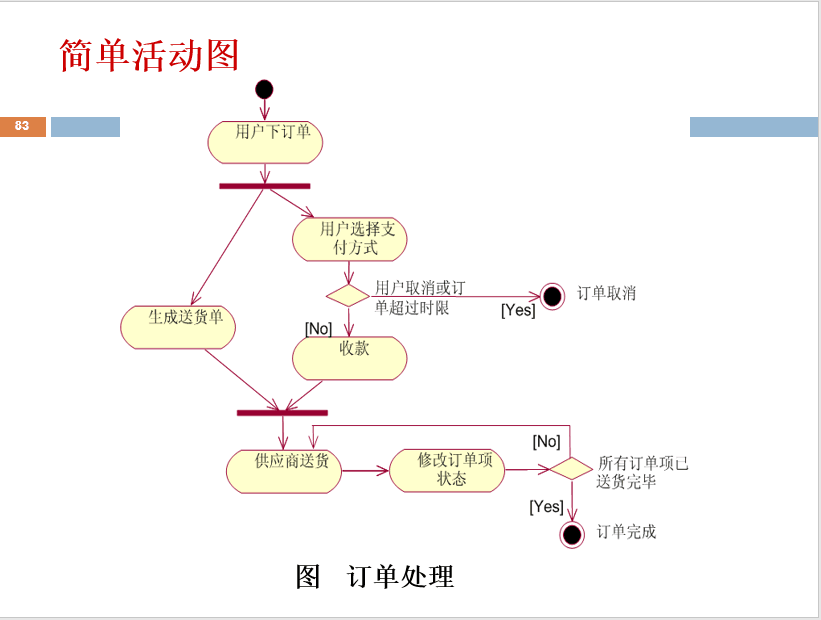 简单活动图
83
用户下订单
用户选择支
付方式
用户取消或订
单超过时限
[Yes]
订单取消
生成送货单
[No]
收款
供应商送货
修改订单项
状态
[No]
所有订单项已
送货完毕
[Yes]
订单完成
图 订单处理